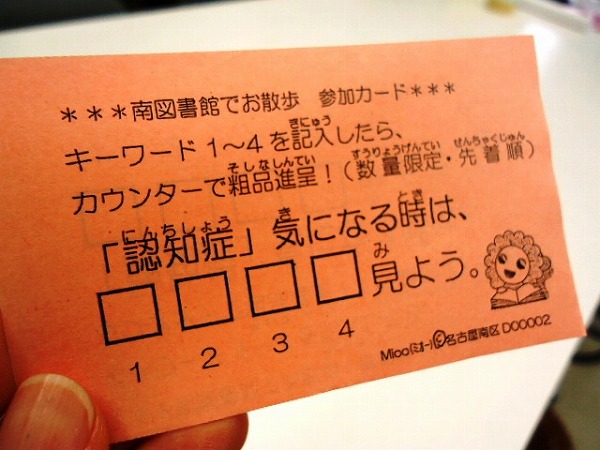 ***南図書館でお散歩 参加カード***
キーワード1~4を記入したら、
カウンターで粗品進呈!(数量限定・先着順)
「認知症」気になる時は、
□□□□見よう。
1 2 3 4
Mioo(ミオー)©名古屋南区 D00002